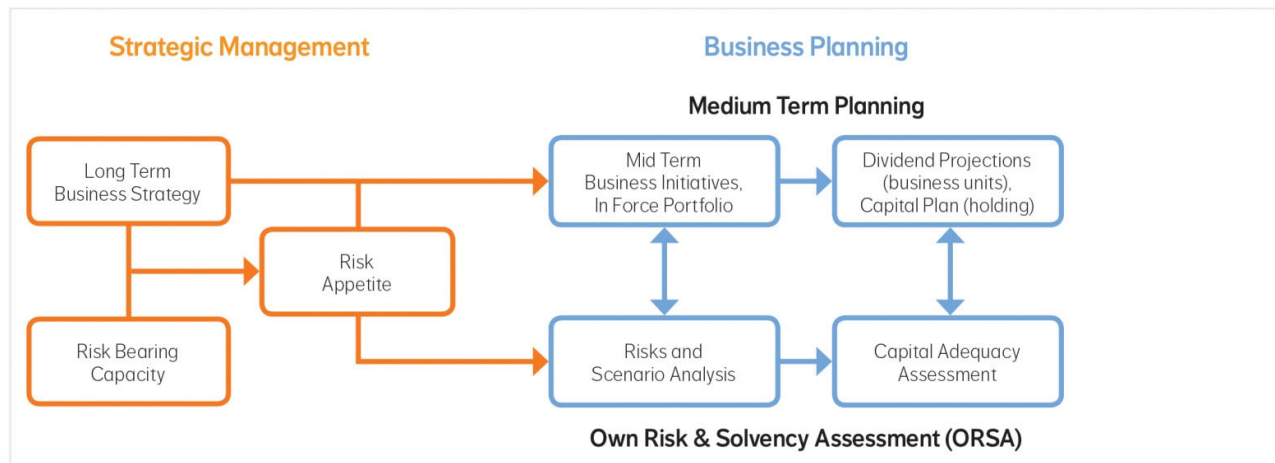 Strategic Management
Business Planning
Medium Term Planning
Long Term
Business Strategy
Mid Term
Business Initiatives,
In Force Portfolio
Dividend Projections
(business units),
Capital Plan (holding)
Risk
Appetite
Risk Bearing
Capacity
Risks and
Scenario Analysis
Capital Adequacy
Assessment
Own Risk & Solvency Assessment (ORSA)